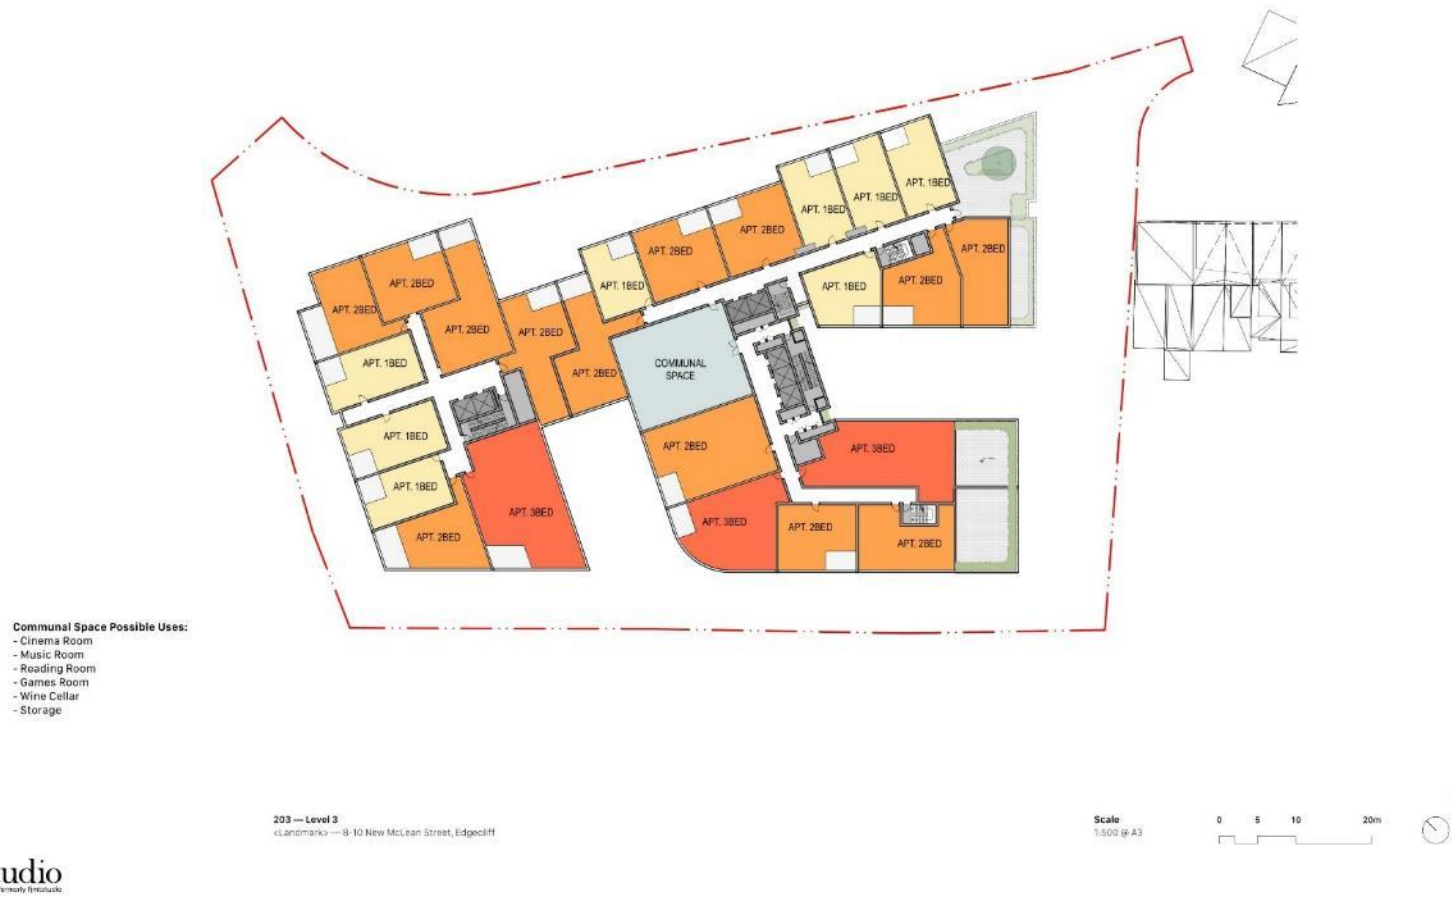 APT. 1BED
APT. 1BED
APT. 1BED
APT. 2BED
APT. 2BED
APT. 2BED
APT. 1BED
APT. 1BED
APT. 2BED
APT. 2BED
APT. 2BED
APT. 2BED
APT. 2BED
APT. 2BED
APT. 1BED
COMMUNAL
SPACE
APT. 2BED
APT. 1BED
APT. 2BED
APT. 3BED
APT. 1BED
APT. 3BED
APT. 3BED
APT. 2BED
APT. 2BED
APT. 2BED
Communal Space Possible Uses:
- Cinema Room
- Music Room
- Reading Room
- Games Room
- Wine Cellar
- Storage
203 — Level 3
<Landmark> — 8-10 New McLean Street, Edgecliff
Scale
1:500 @ A3
0 5 10 20m
udio
formerly fjmtstudio